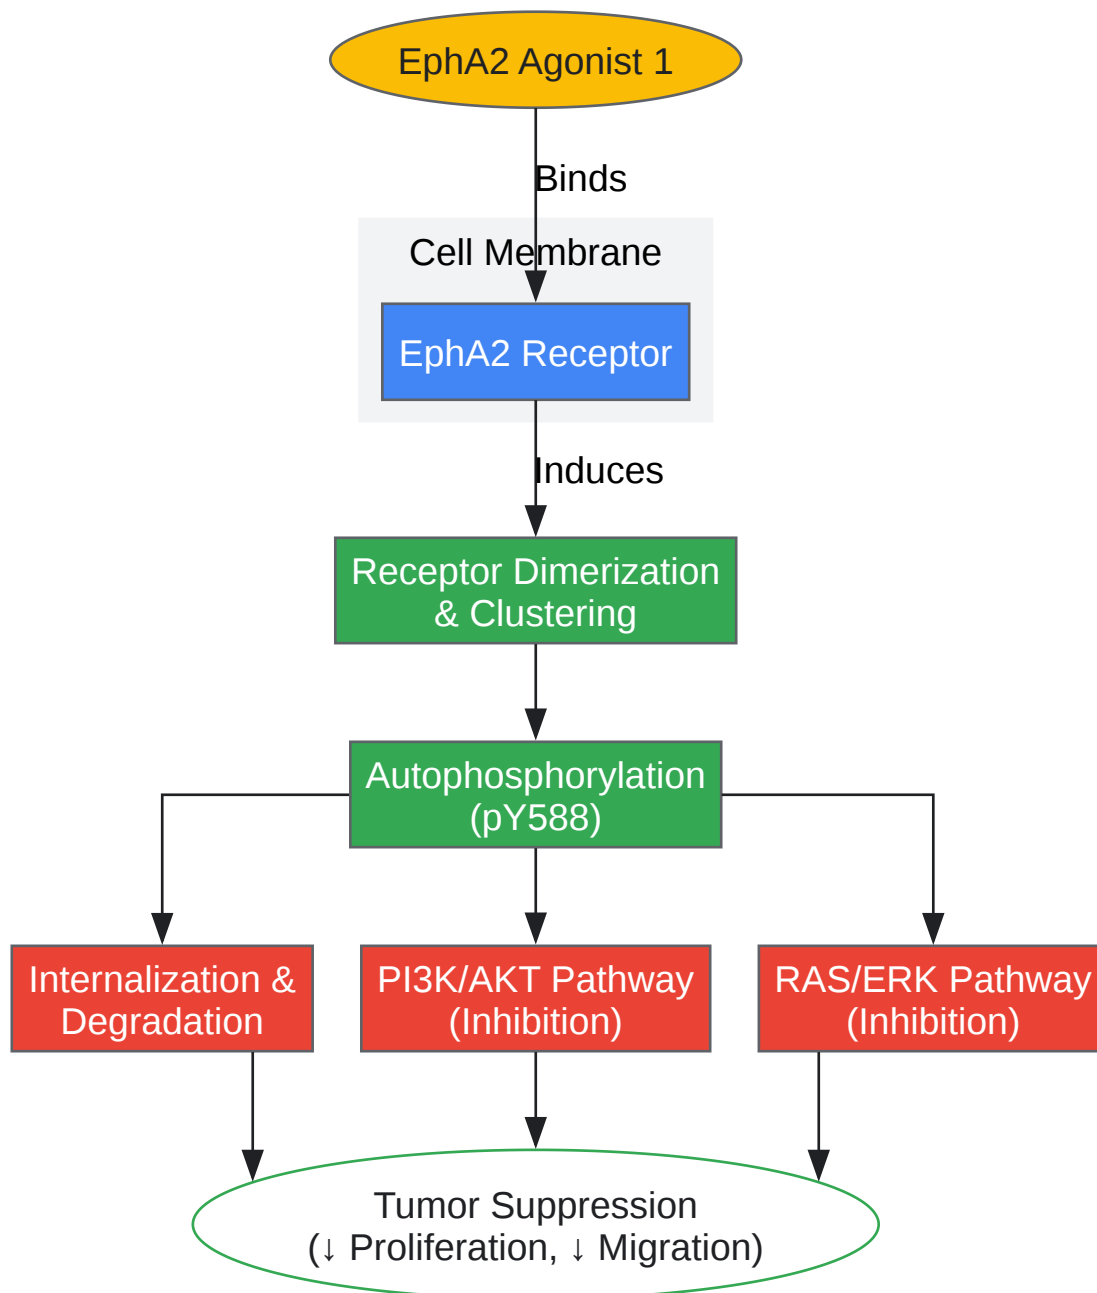 EphA2 Agonist 1
Binds
Cell Membrane
EphA2 Receptor
Induces
Receptor Dimerization
& Clustering
Autophosphorylation
(pY588)
Internalization &
Degradation
PI3K/AKT Pathway
(Inhibition)
RAS/ERK Pathway
(Inhibition)
Tumor Suppression
(↓ Proliferation, ↓ Migration)